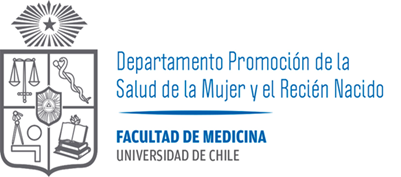 Departamento Promoción de la
Salud de la Mujer y el Recién Nacido
FACULTAD DE MEDICINA
UNIVERSIDAD DE CHILE